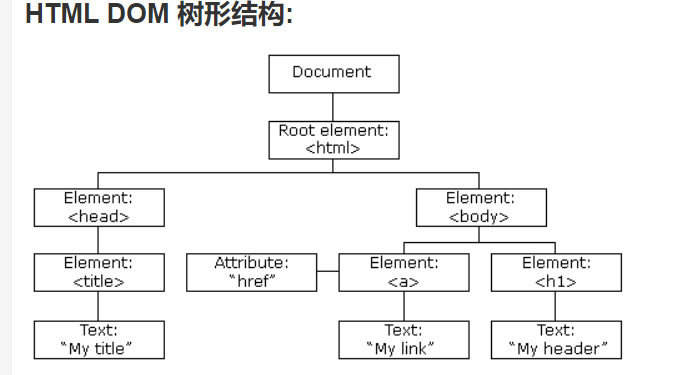 HTML DOM 树形结构:
Document
Root element:
<html>
Element:
<head>
Element:
<body>
Element:
<title>
Attribute:
“href”
Element:
<a>
Element:
<h1>
Text:
“My title”
Text:
“My link”
Text:
“My header”